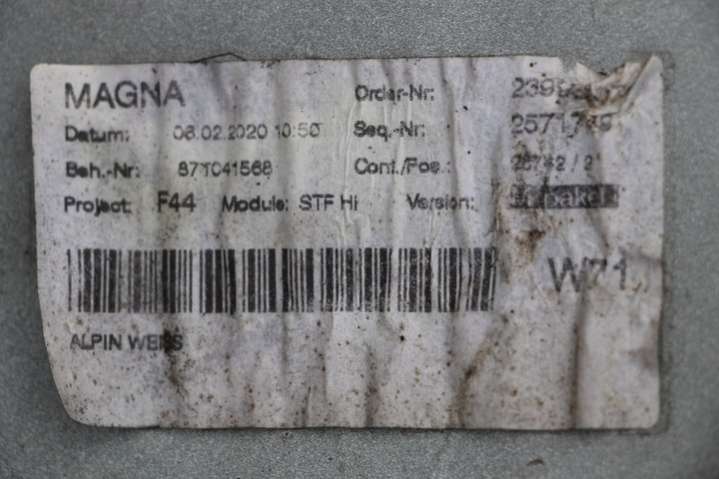 MAGNA Order-Nr:
Datum: 06.02.2020 10:50 Seq.-Nr:
Beh.-Nr: 87T041568 Cont./Pos.:
Project: F44 Module: STF HI Version:
W71
ALPIN WEISS